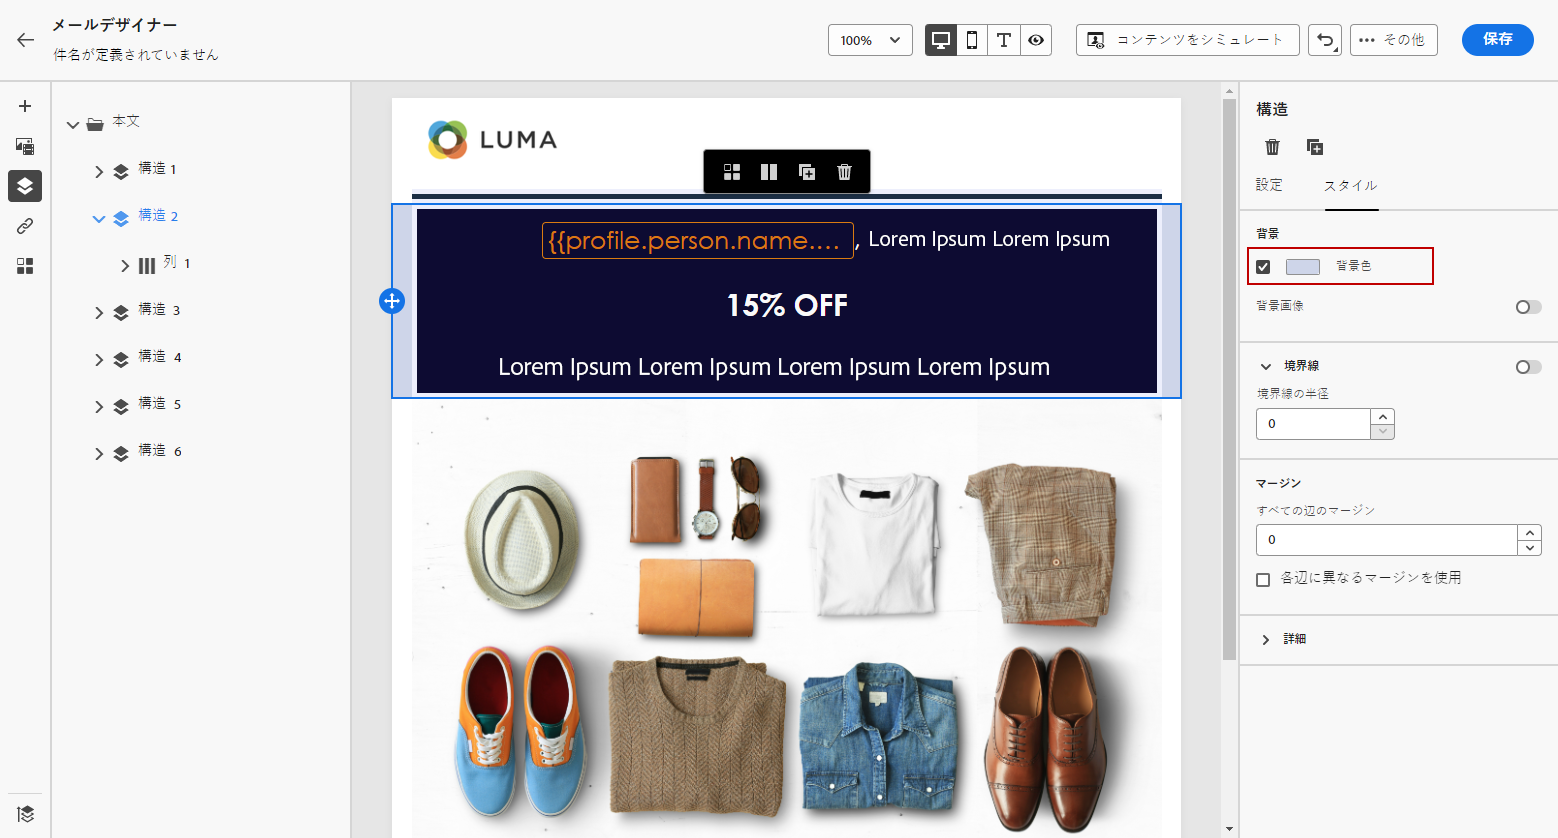 メールデザイナー
件名が定義されていません
100%
コンテンツをシミュレート
その他
保存
本文
構造 1
構造 2
列 1
構造 3
構造 4
構造 5
構造 6
LUMA
{{profile.person.name.... , Lorem Ipsum Lorem Ipsum
15% OFF
Lorem Ipsum Lorem Ipsum Lorem Ipsum Lorem Ipsum
構造
設定 スタイル
背景
背景色
背景画像
境界線
境界線の半径
0
マージン
すべての辺のマージン
0
各辺に異なるマージンを使用
詳細